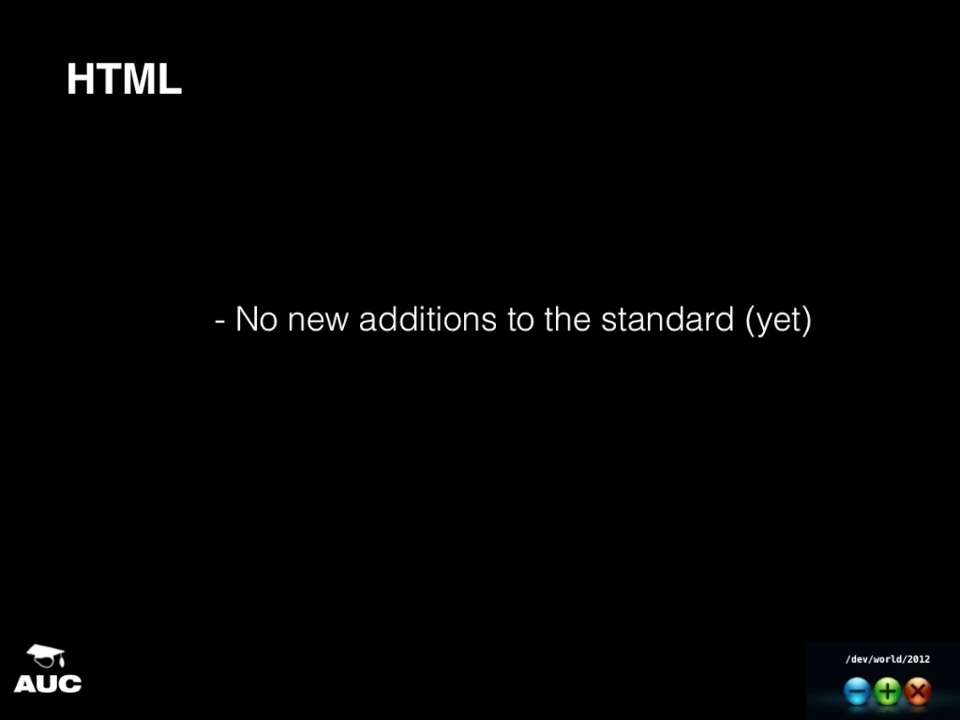 HTML
- No new additions to the standard (yet)
AUC
/dev/world/2012